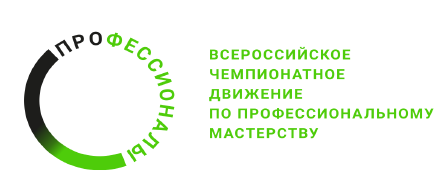 ПРОФЕССИОНАЛЫ
ВСЕРОССИЙСКОЕ
ЧЕМПИОНАТНОЕ
ДВИЖЕНИЕ
ПО ПРОФЕССИОНАЛЬНОМУ
МАСТЕРСТВУ